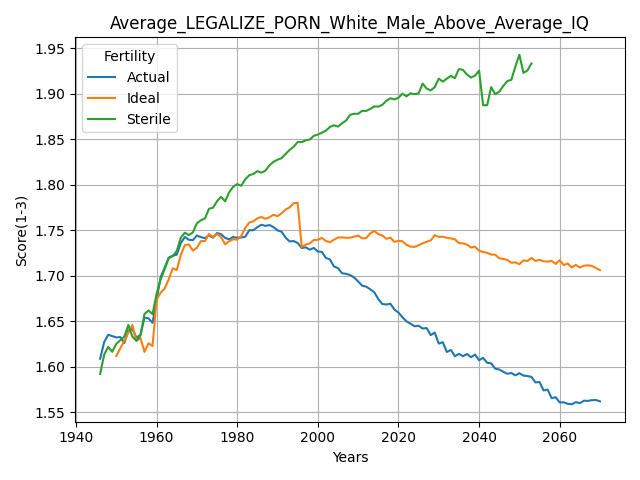 Average_LEGALIZE_PORN_White_Male_Above_Average_IQ
Fertility
Actual
Ideal
Sterile
Score(1-3)
1.95
1.90
1.85
1.80
1.75
1.70
1.65
1.60
1.55
1940
1960
1980
2000
2020
2040
2060
Years